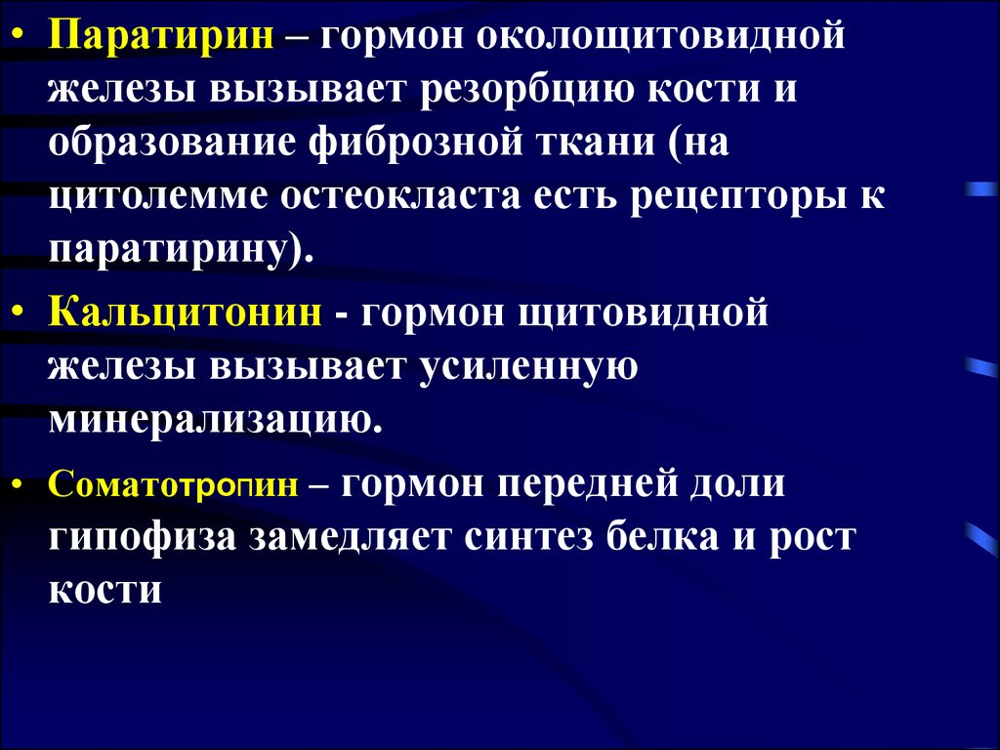 • Паратирин – гормон околощитовидной
железы вызывает резорбцию кости и
образование фиброзной ткани (на
цитолемме остеокласта есть рецепторы к
паратирину).
• Кальцитонин - гормон щитовидной
железы вызывает усиленную
минерализацию.
• Соматотропин – гормон передней доли
гипофиза замедляет синтез белка и рост
кости